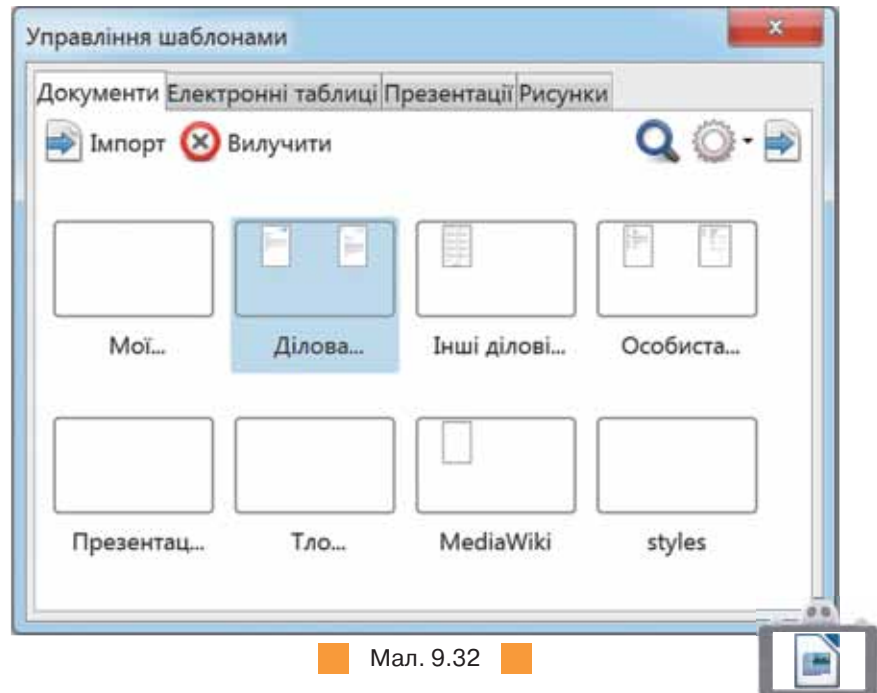 Управління шаблонами
Документи Електронні таблиці Презентації Рисунки
Імпорт Вилучити
Мої... Ділова... Інші ділові... Особиста...
Презентац... Тло... MediaWiki styles
Мал. 9.32